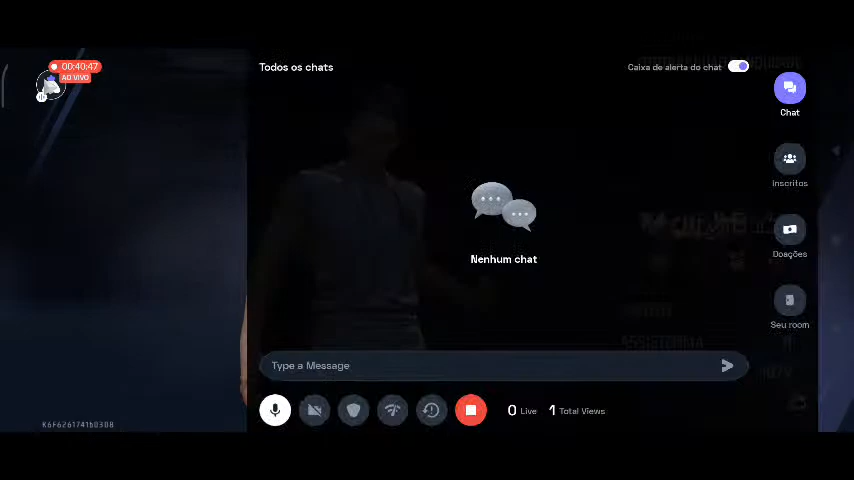 00:40:47
AO VIVO
Todos os chats
Caixa de alerta do chat
Chat
Inscritos
Doações
Seu room
Nenhum chat
Type a Message
0 Live 1 Total Views